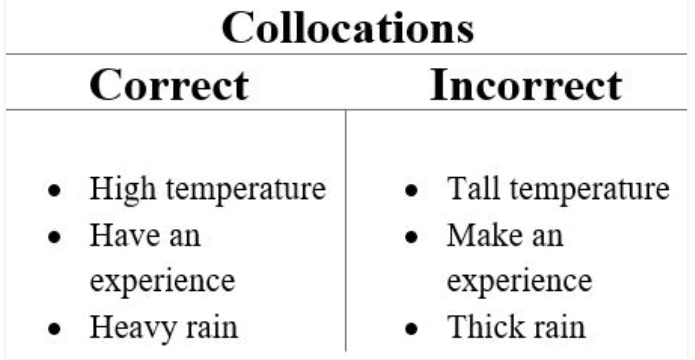 Collocations
Correct Incorrect
• High temperature
• Have an
experience
• Heavy rain
• Tall temperature
• Make an
experience
• Thick rain